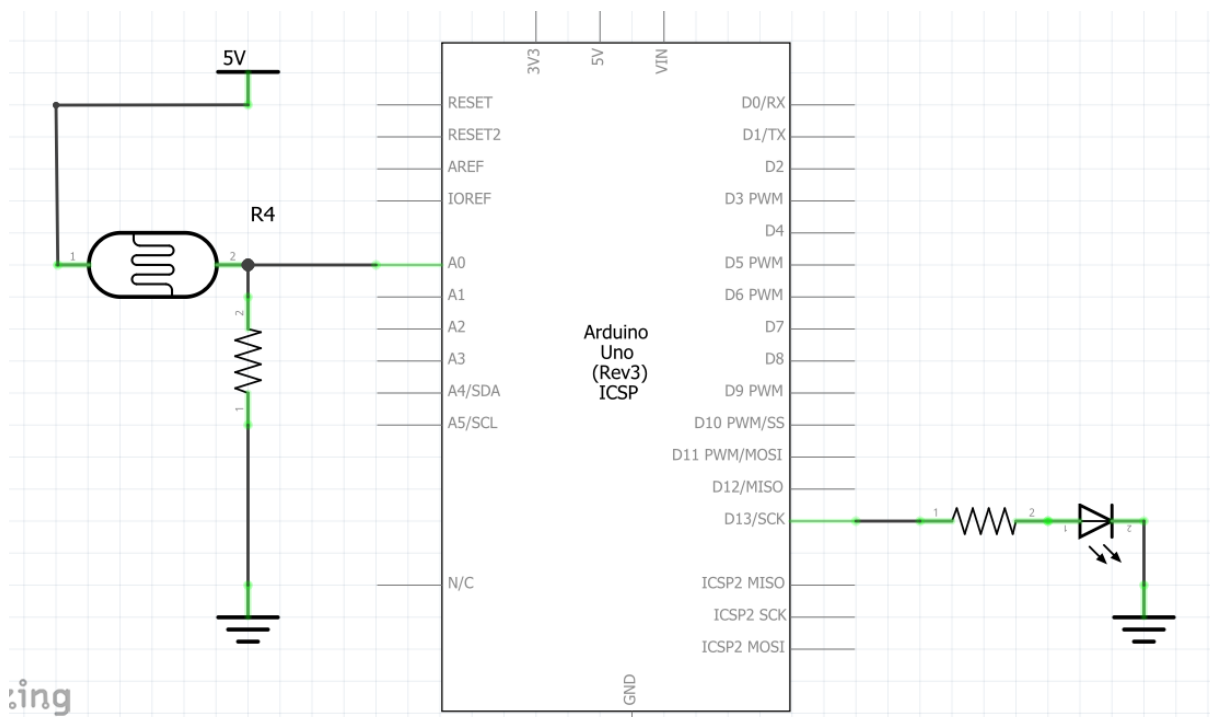 5V
R4
1
2
2
1
3V3
5V
VIN
RESET
RESET2
AREF
IOREF
A0
A1
A2
A3
A4/SDA
A5/SCL
N/C
Arduino
Uno
(Rev3)
ICSP
D0/RX
D1/TX
D2
D3 PWM
D4
D5 PWM
D6 PWM
D7
D8
D9 PWM
D10 PWM/SS
D11 PWM/MOSI
D12/MISO
D13/SCK
ICSP2 MISO
ICSP2 SCK
ICSP2 MOSI
GND
1
2
1
2
ing